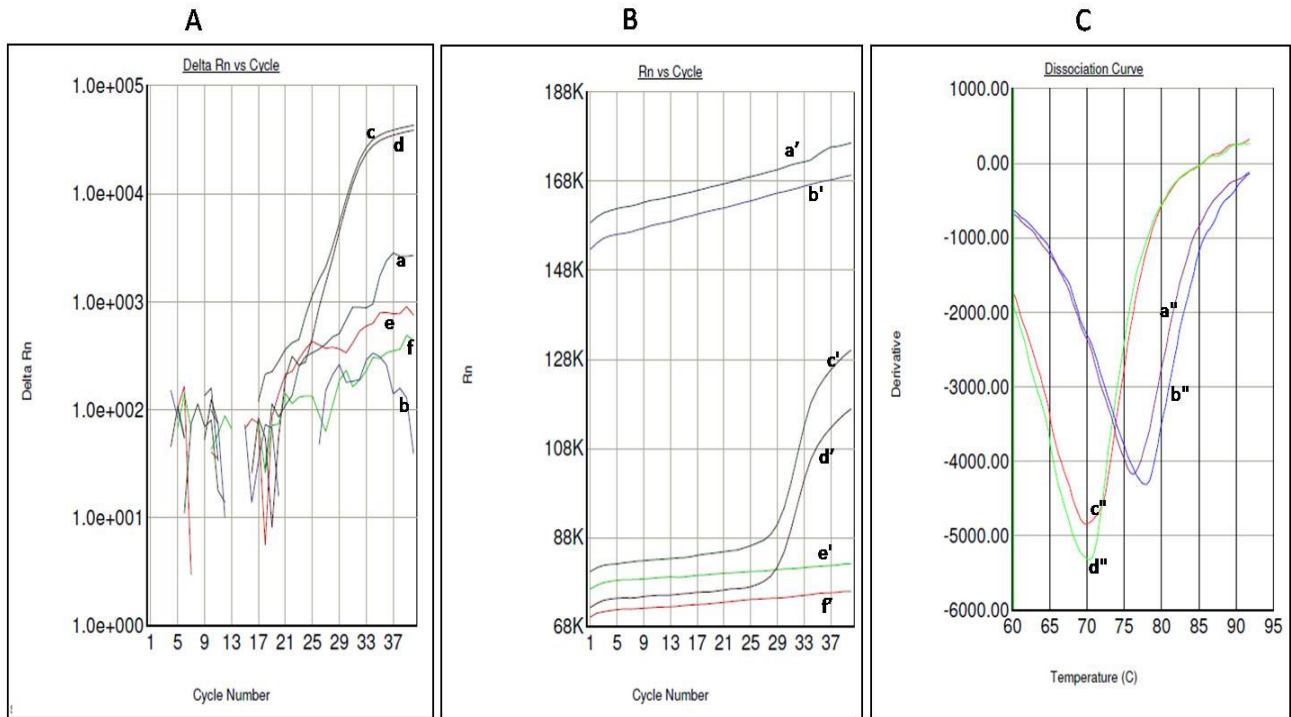 A
B
C
Delta Rn vs Cycle
1.0e+005
1.0e+004
1.0e+003
1.0e+002
1.0e+001
1.0e+000
1 5 9 13 17 21 25 29 33 37
Delta Rn
Cycle Number
c
d
a
e
f
b
Rn vs Cycle
188K
168K
148K
128K
108K
88K
68K
1 5 9 13 17 21 25 29 33 37
Rn
Cycle Number
a'
b'
c'
d'
e'
f'
Dissociation Curve
1000.00
0.00
-1000.00
-2000.00
-3000.00
-4000.00
-5000.00
-6000.00
60 65 70 75 80 85 90 95
Derivative
Temperature (C)
a"
b"
c"
d"